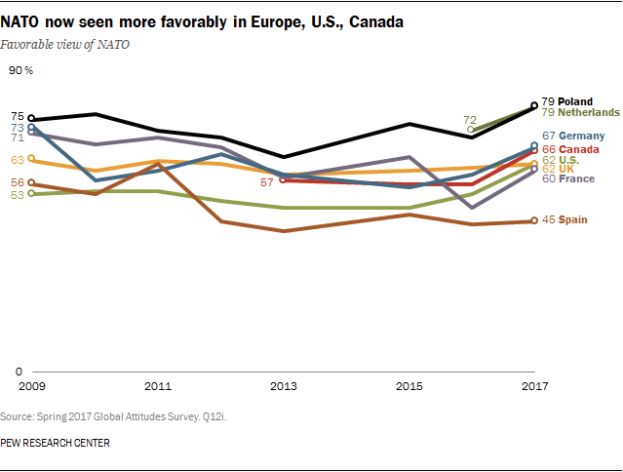 NATO now seen more favorably in Europe, U.S., Canada
Favorable view of NATO
90%
75
73
71
63
56
53
57
72
79 Poland
79 Netherlands
67 Germany
66 Canada
62 U.S.
62 UK
60 France
45 Spain
0
2009 2011 2013 2015 2017
Source: Spring 2017 Global Attitudes Survey. Q12i.
PEW RESEARCH CENTER